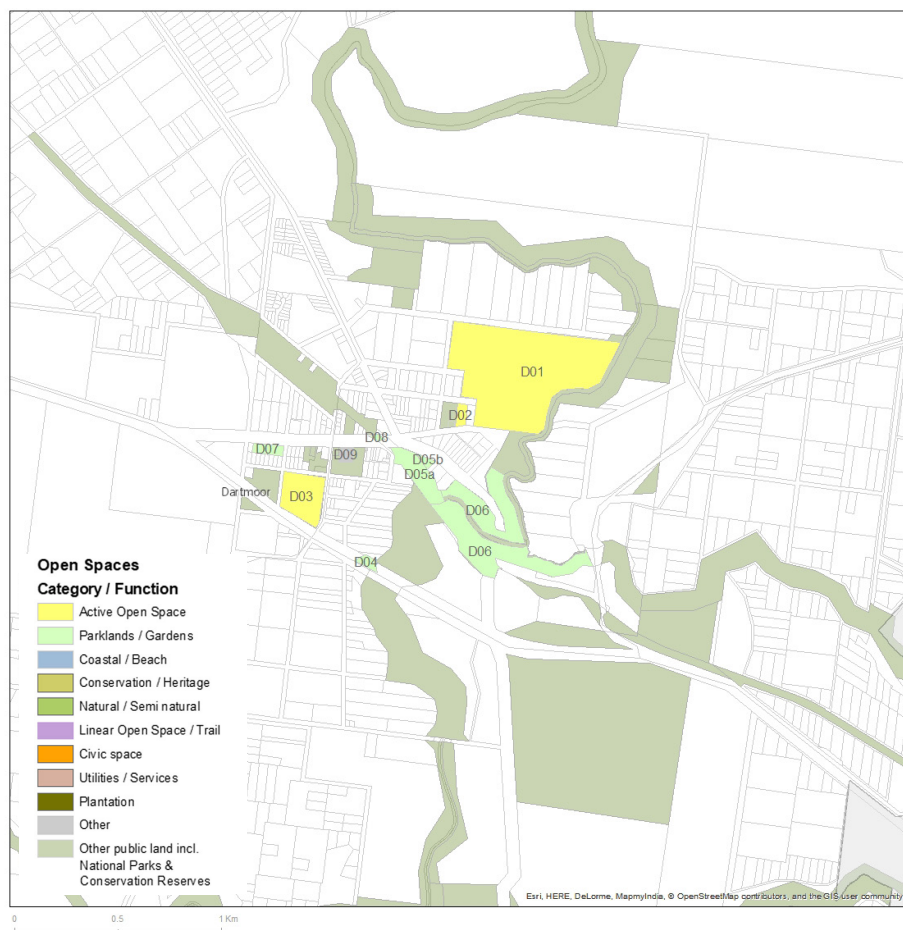 D01
D02
D08
D07
D09
D05b
D05a
Dartmoor
D03
D06
D06
D04
Open Spaces
Category / Function
Active Open Space
Parklands / Gardens
Coastal / Beach
Conservation / Heritage
Natural / Semi natural
Linear Open Space / Trail
Civic space
Utilities / Services
Plantation
Other
Other public land incl.
National Parks &
Conservation Reserves
Esri, HERE, DeLorme, MapmyIndia, © OpenStreetMap contributors, and the GIS user community
0 0.5 1 Km